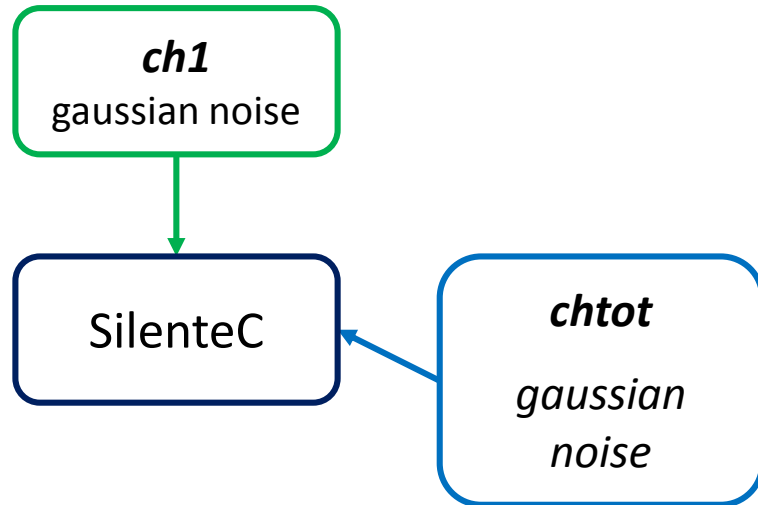 ch1
gaussian noise
SilenteC
chtot
gaussian
noise